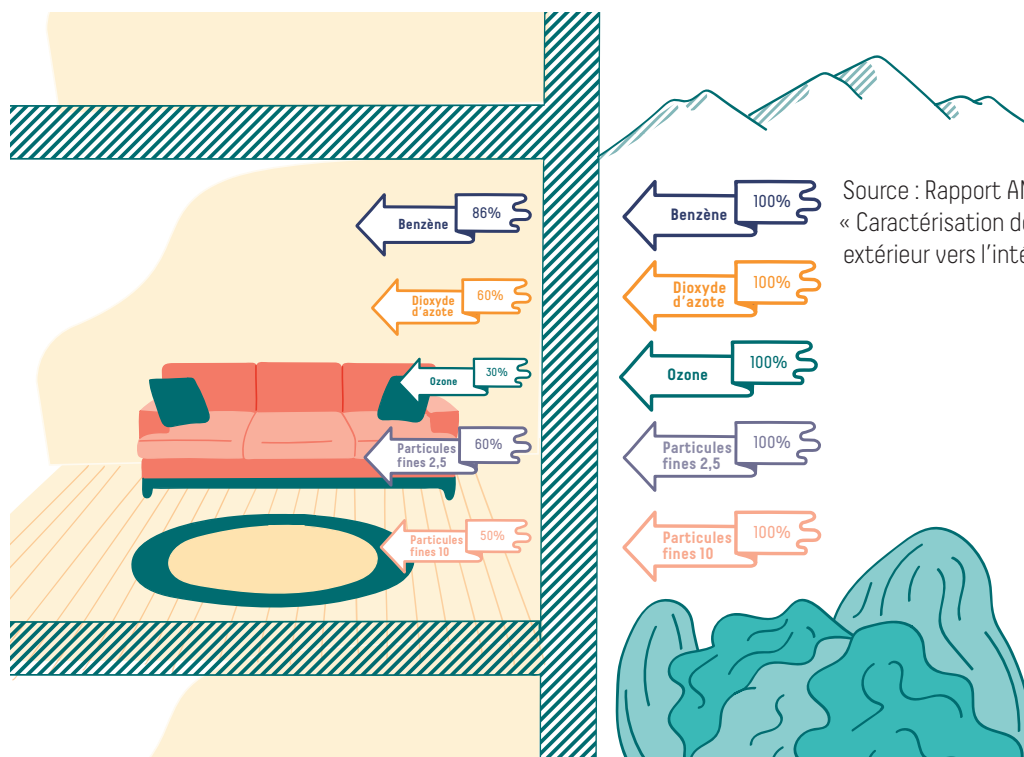 Benzène
86%
Dioxyde
d'azote
60%
Ozone
30%
Particules
fines 2,5
60%
Particules
fines 10
50%
Benzène
100%
Dioxyde
d'azote
100%
Ozone
100%
Particules
fines 2,5
100%
Particules
fines 10
100%
Source : Rapport
« Caractérisation
extérieur vers